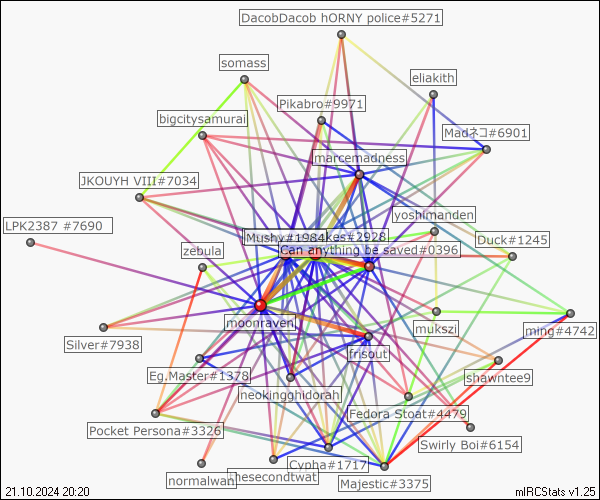 DacobDacob hORNY police#5271
somass
eliakith
Pikabro#9971
bigcitysamurai
Madネコ#6901
marcemadness
JKOUYH VIII#7034
yoshimanden
LPK2387 #7690
Mushy#1984
kes#2928
Duck#1245
zebula
Can anything be saved#0396
moonraven
mukszi
ming#4742
Silver#7938
frisout
Eg.Master#1378
shawntee9
neokingghidorah
Fedora Stoat#4479
Pocket Persona#3326
Swirly Boi#6154
Cypha#1717
thesecondtwat
normalwan
Majestic#3375
21.10.2024 20:20
mIRCStats v1.25